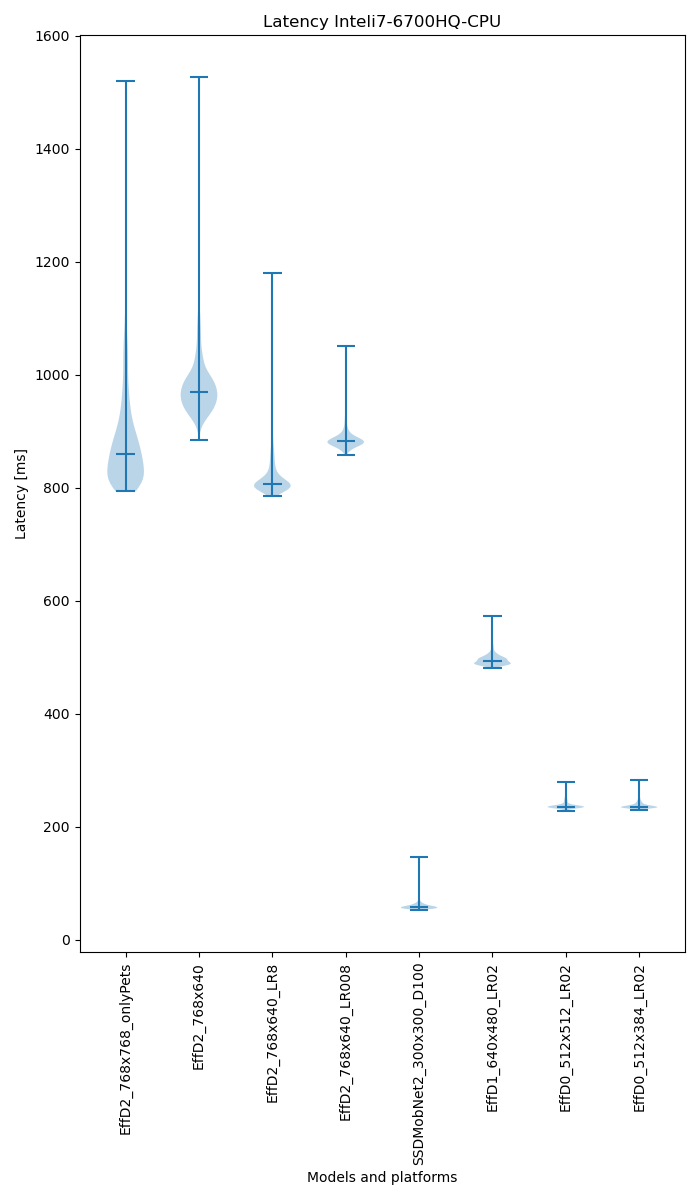 Latency Inteli7-6700HQ-CPU
1600
1400
1200
1000
800
600
400
200
0
Latency [ms]
EffD2_768x768_onlyPets
EffD2_768x640
EffD2_768x640_LR8
EffD2_768x640_LR008
SSDMobNet2_300x300_D100
EffD1_640x480_LR02
EffD0_512x512_LR02
EffD0_512x384_LR02
Models and platforms